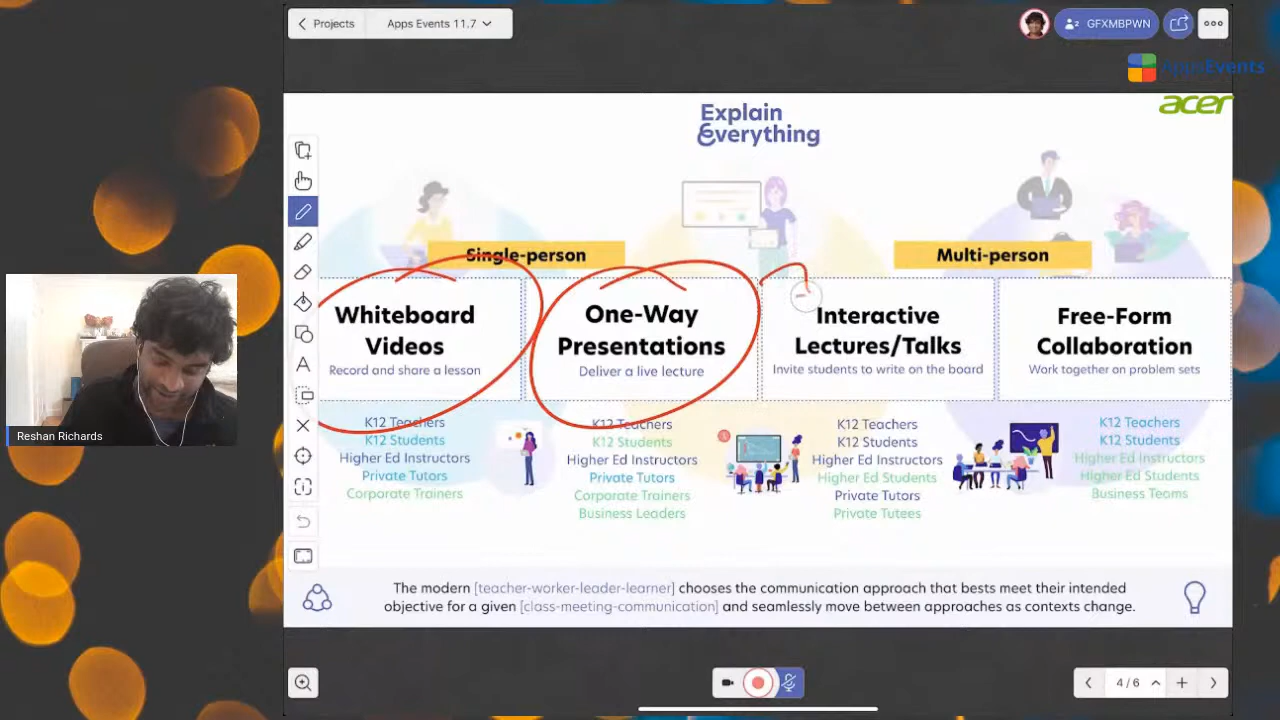 Projects
Apps Events 11.7
GFXMBPWN
AppsEvents
acer
Explain
Everything
Single-person
Multi-person
Whiteboard
Videos
Record and share a lesson
One-Way
Presentations
Deliver a live lecture
Interactive
Lectures/Talks
Invite students to write on the board
Free-Form
Collaboration
Work together on problem sets
K12 Teachers
K12 Students
Higher Ed Instructors
Private Tutors
Corporate Trainers
K12 Teachers
K12 Students
Higher Ed Instructors
Private Tutors
Corporate Trainers
Business Leaders
K12 Teachers
K12 Students
Higher Ed Instructors
Higher Ed Students
Private Tutors
Private Tutees
K12 Teachers
K12 Students
Higher Ed Instructors
Higher Ed Students
Business Teams
The modern [teacher-worker-leader-learner] chooses the communication approach that bests meet their intended
objective for a given [class-meeting-communication] and seamlessly move between approaches as contexts change.
Reshan Richards
4/6